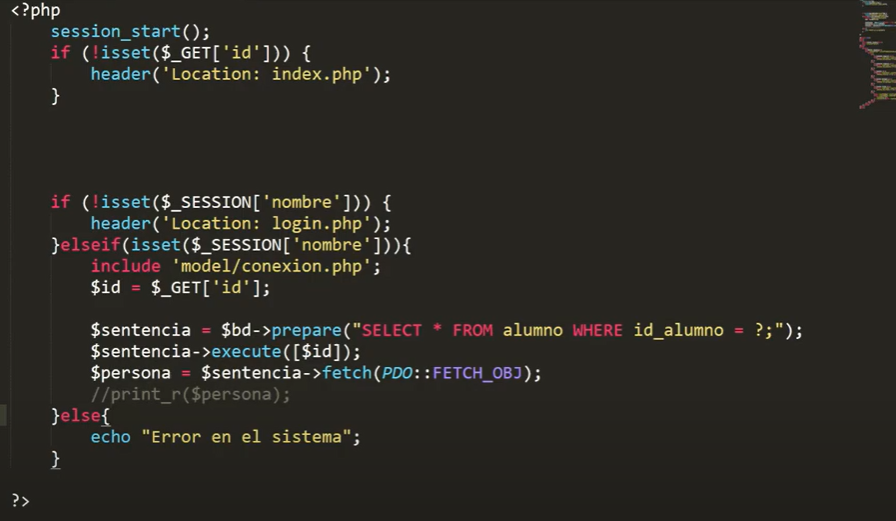 <?php
session_start();
if (!isset($_GET['id'])) {
header('Location: index.php');
}
if (!isset($_SESSION['nombre'])) {
header('Location: login.php');
}elseif(isset($_SESSION['nombre'])){
include 'model/conexion.php';
$id = $_GET['id'];
$sentencia = $bd->prepare("SELECT * FROM alumno WHERE id_alumno = ?;");
$sentencia->execute([$id]);
$persona = $sentencia->fetch(PDO::FETCH_OBJ);
//print_r($persona);
}else{
echo "Error en el sistema";
}
?>